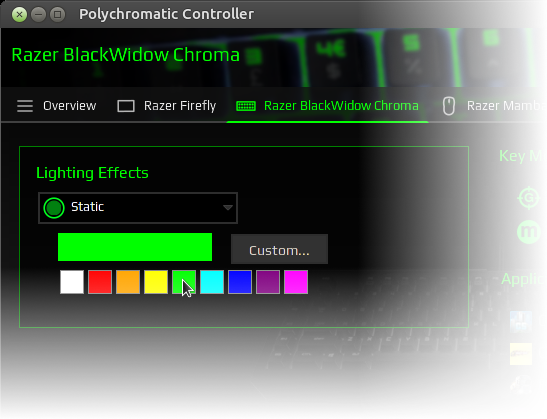 Polychromatic Controller
Razer BlackWidow Chroma
Overview
Razer Firefly
Razer BlackWidow Chroma
Razer Mamb
Key M
Lighting Effects
Static
Custom...
Appli